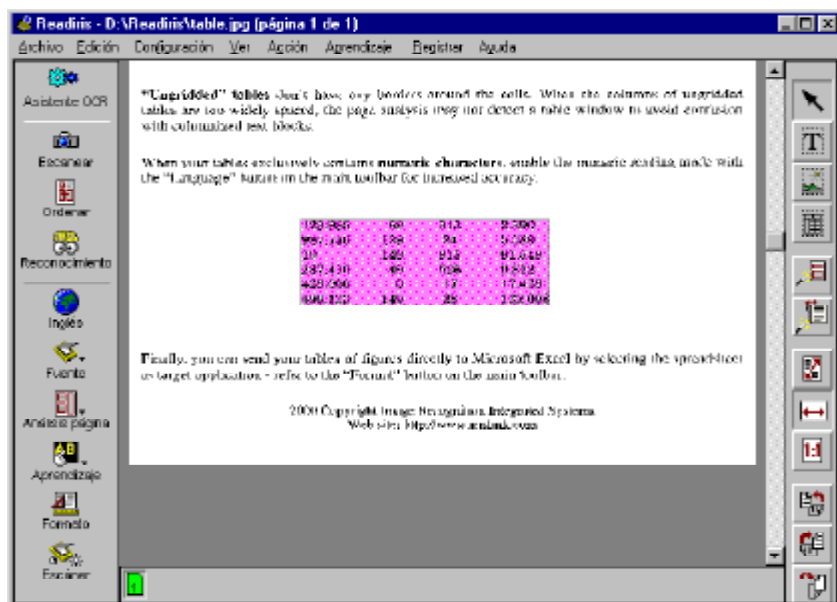 Readiris - D:\Readiris\table.jpg (página 1 de 1)
Archivo Edición Configuración Ver Acción Aprendizaje Registrar Ayuda
Asistente OCR
Escanear
Ordenar
Reconocimiento
Inglés
Fuente
Análisis página
Aprendizaje
Formato
Escáner
"Ungridded" tables don't have any borders around the cells. When the columns of ungridded
tables are too widely spaced, the page analysis may not detect a table window to avoid confusion
with columnized text blocks.
When your tables exclusively contains numeric characters, enable the numeric reading mode with
the "Language" button on the main toolbar for increased accuracy.
Finally, you can send your tables of figures directly to Microsoft Excel by selecting the spreadsheet
as target application - refer to the "Format" button on the main toolbar.
2000 Copyright Image Recognition Integrated Systems
Web site: http://www.
1:1
1